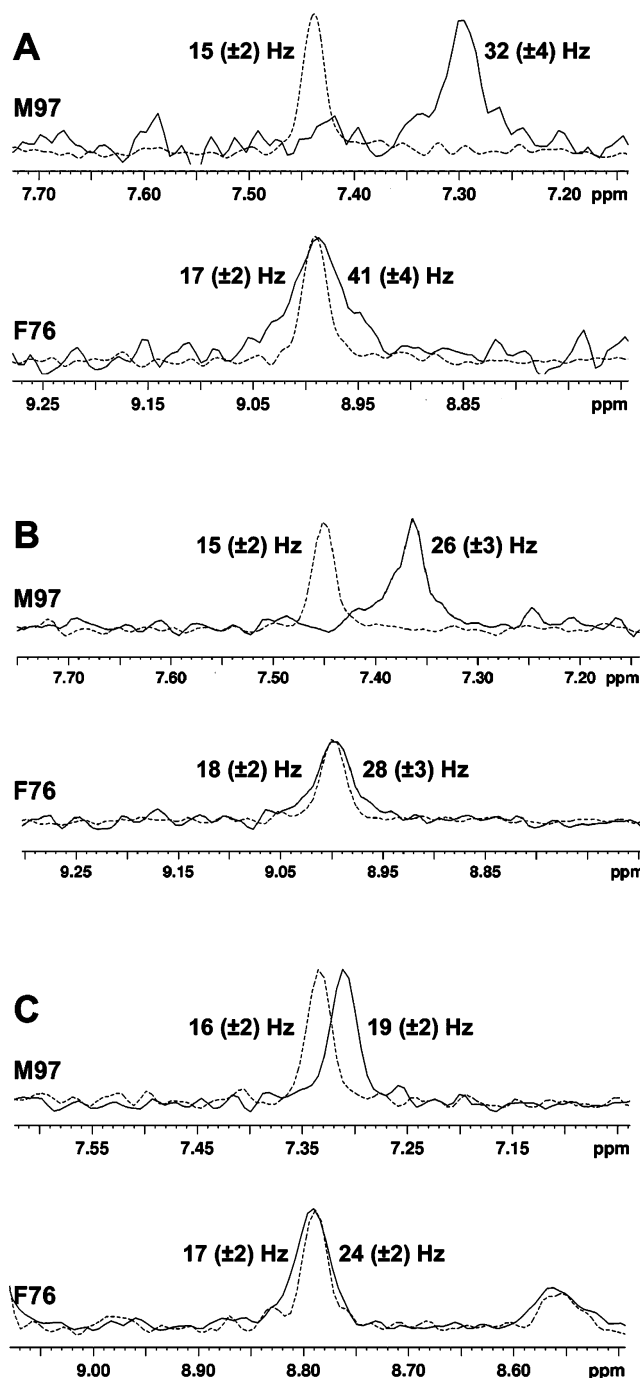 A
15 (±2) Hz 32 (±4) Hz
M97
7.70 7.60 7.50 7.40 7.30 7.20 ppm
17 (±2) Hz 41 (±4) Hz
F76
9.25 9.15 9.05 8.95 8.85 ppm
B
15 (±2) Hz 26 (±3) Hz
M97
7.70 7.60 7.50 7.40 7.30 7.20 ppm
18 (±2) Hz 28 (±3) Hz
F76
9.25 9.15 9.05 8.95 8.85 ppm
C
16 (±2) Hz 19 (±2) Hz
M97
7.55 7.45 7.35 7.25 7.15 ppm
17 (±2) Hz 24 (±2) Hz
F76
9.00 8.90 8.80 8.70 8.60 ppm